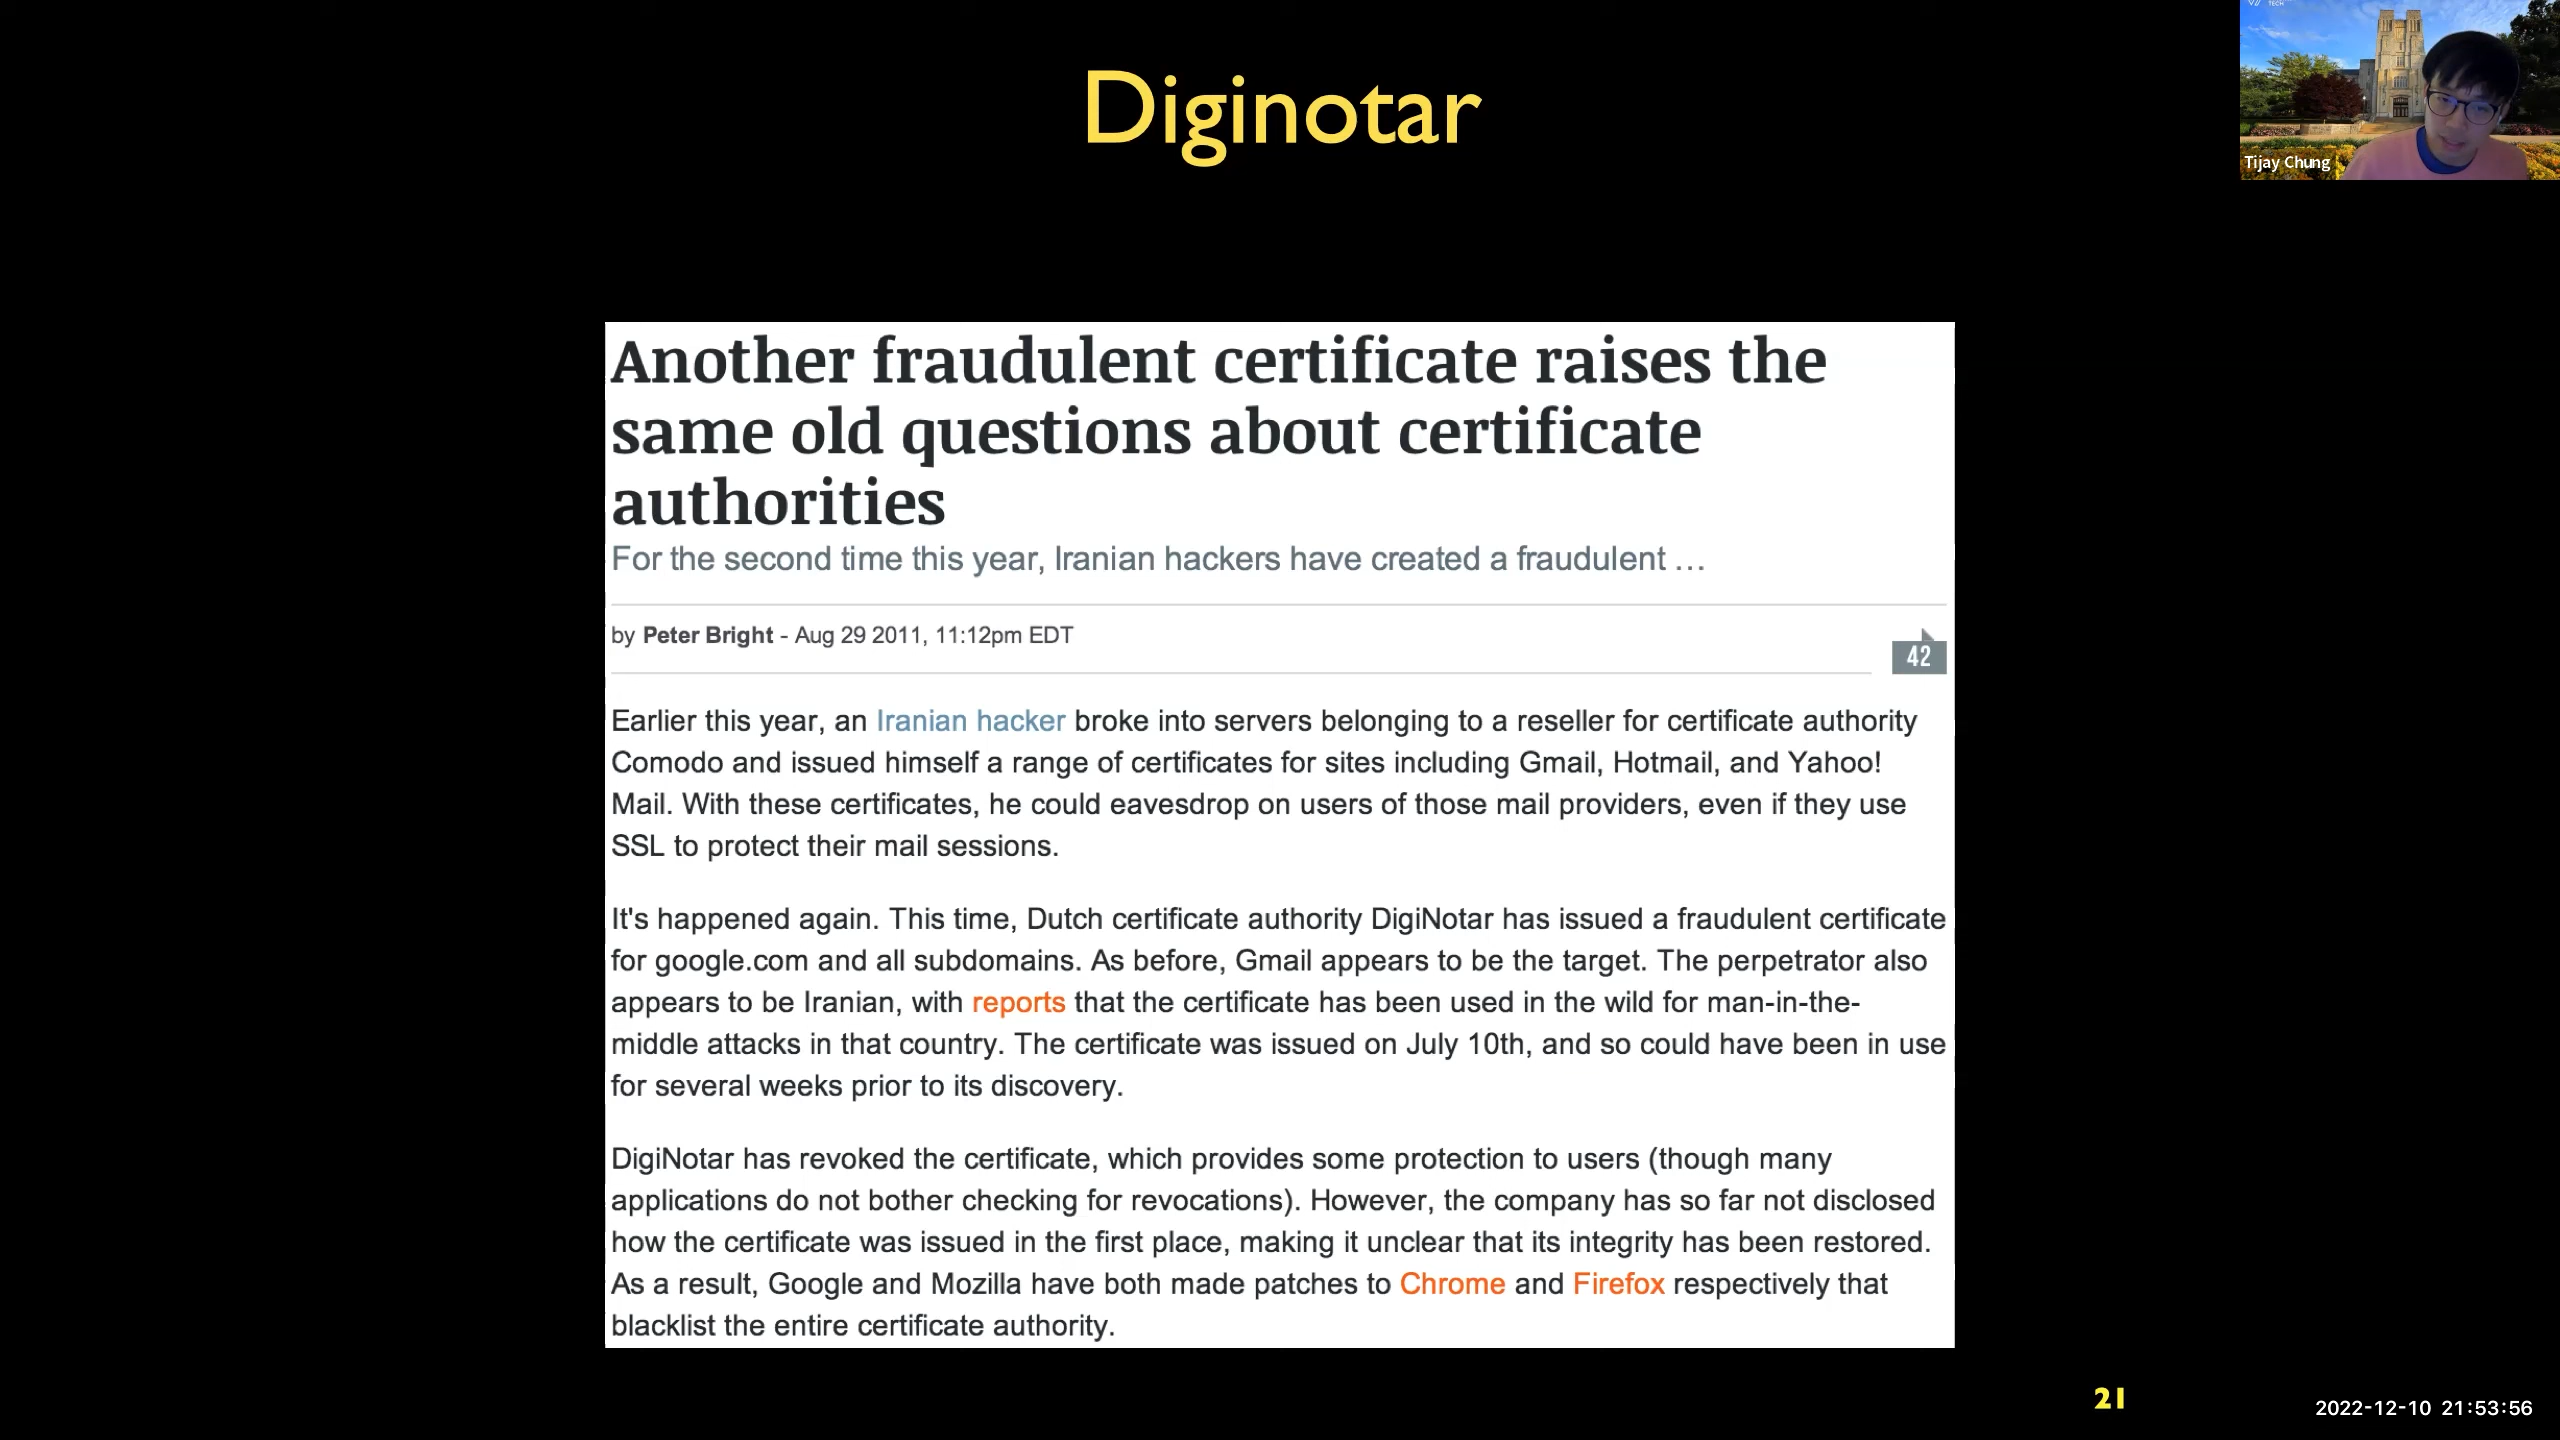 TECH
Diginotar
Tijay Chung
Another fraudulent certificate raises the
same old questions about certificate
authorities
For the second time this year, Iranian hackers have created a fraudulent ...
by Peter Bright - Aug 29 2011, 11:12pm EDT
42
Earlier this year, an Iranian hacker broke into servers belonging to a reseller for certificate authority
Comodo and issued himself a range of certificates for sites including Gmail, Hotmail, and Yahoo!
Mail. With these certificates, he could eavesdrop on users of those mail providers, even if they use
SSL to protect their mail sessions.
It's happened again. This time, Dutch certificate authority DigiNotar has issued a fraudulent certificate
for google.com and all subdomains. As before, Gmail appears to be the target. The perpetrator also
appears to be Iranian, with reports that the certificate has been used in the wild for man-in-the-
middle attacks in that country. The certificate was issued on July 10th, and so could have been in use
for several weeks prior to its discovery.
DigiNotar has revoked the certificate, which provides some protection to users (though many
applications do not bother checking for revocations). However, the company has so far not disclosed
how the certificate was issued in the first place, making it unclear that its integrity has been restored.
As a result, Google and Mozilla have both made patches to Chrome and Firefox respectively that
blacklist the entire certificate authority.
21
2022-12-10 21:53:56